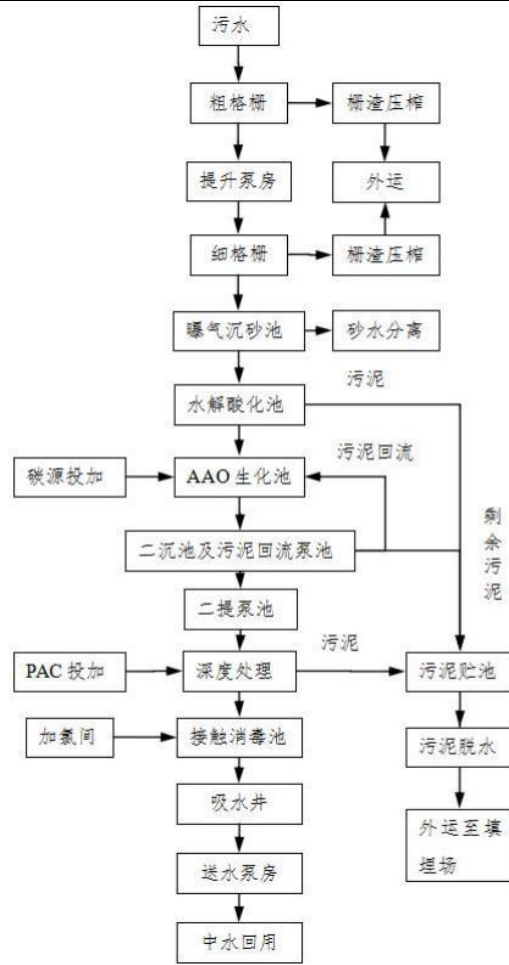 污水
粗格栅
栅渣压榨
提升泵房
外运
细格栅
栅渣压榨
曝气沉砂池
砂水分离
污泥
水解酸化池
污泥回流
碳源投加
AAO 生化池
剩余污泥
二沉池及污泥回流泵池
二提泵池
污泥
PAC 投加
深度处理
污泥贮池
加氯间
接触消毒池
污泥脱水
吸水井
外运至填
埋场
送水泵房
中水回用